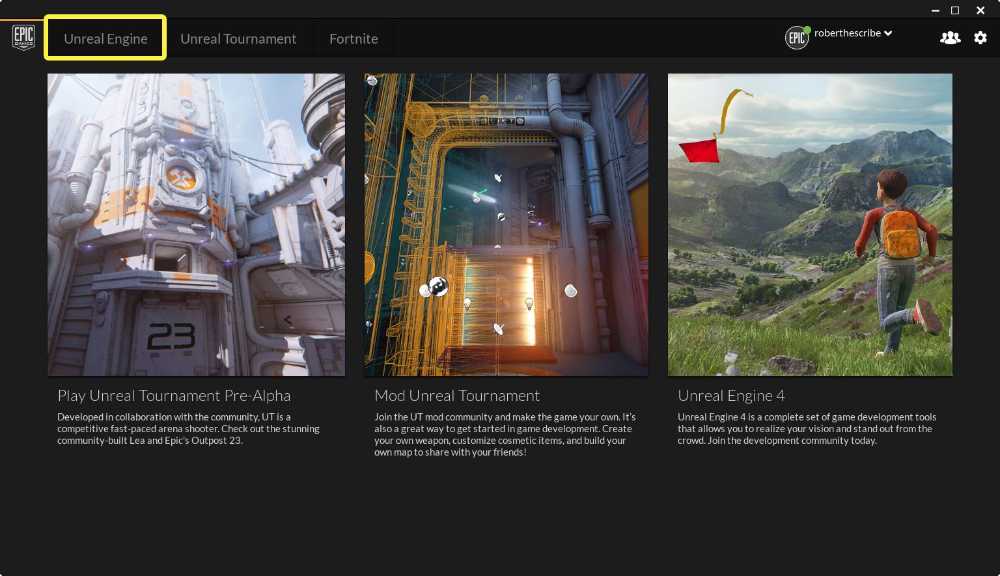 EPIC
GAMES
Unreal Engine
Unreal Tournament
Fortnite
EPIC
roberthescribe
23
LIFT
Play Unreal Tournament Pre-Alpha
Developed in collaboration with the community, UT is a
competitive fast-paced arena shooter. Check out the stunning
community-built Lea and Epic's Outpost 23.
Mod Unreal Tournament
Join the UT mod community and make the game your own. It’s
also a great way to get started in game development. Create
your own weapon, customize cosmetic items, and build your
own map to share with your friends!
Unreal Engine 4
Unreal Engine 4 is a complete set of game development tools
that allows you to realize your vision and stand out from the
crowd. Join the development community today.